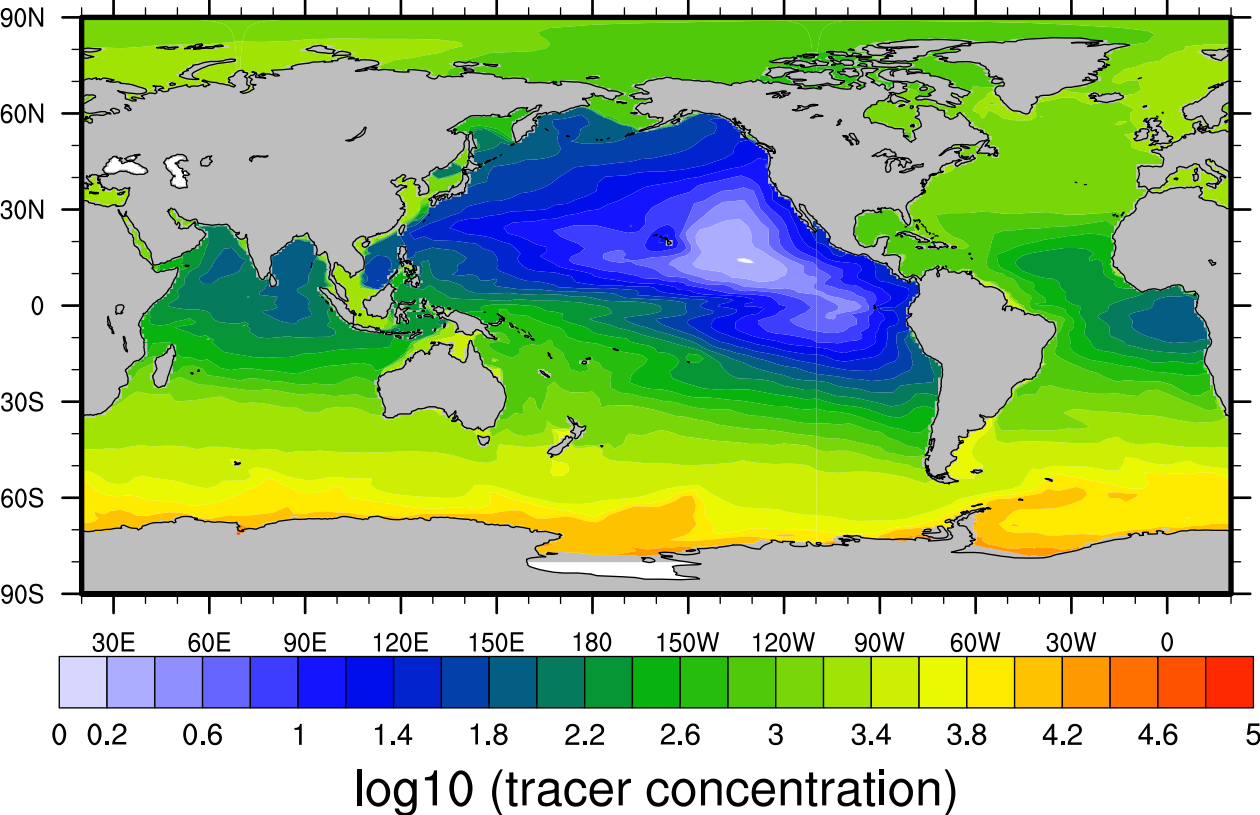 90N
60N
30N
0
30S
60S
90S
30E 60E 90E 120E 150E 180 150W 120W 90W 60W 30W 0
0 0.2 0.6 1 1.4 1.8 2.2 2.6 3 3.4 3.8 4.2 4.6 5
log10 (tracer concentration)